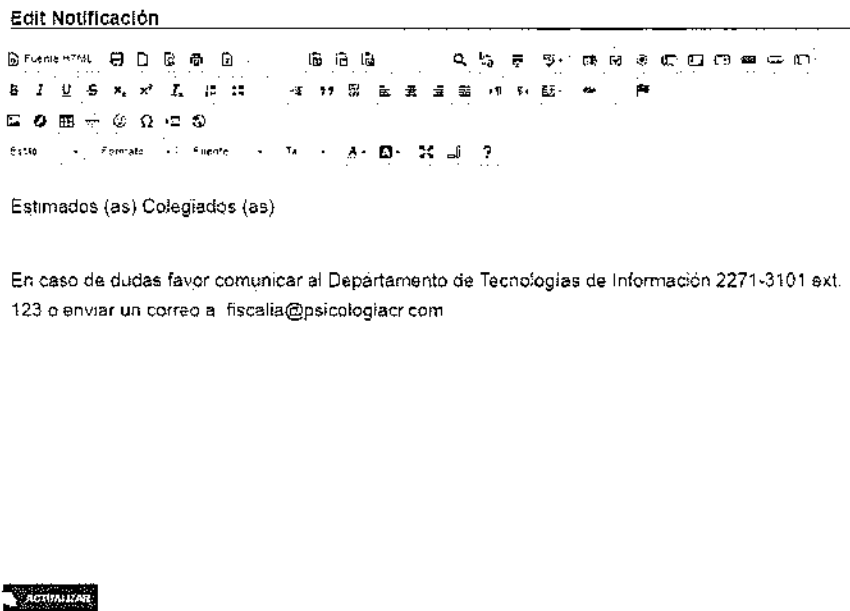 Edit Notificación
Fuente HTML
Estilo Formato Fuente Ta
Estimados (as) Colegiados (as)
En caso de dudas favor comunicar al Departamento de Tecnologías de Información 2271-3101 ext.
123 o enviar un correo a fiscalia@psicologiacr com
ACTUALIZAR